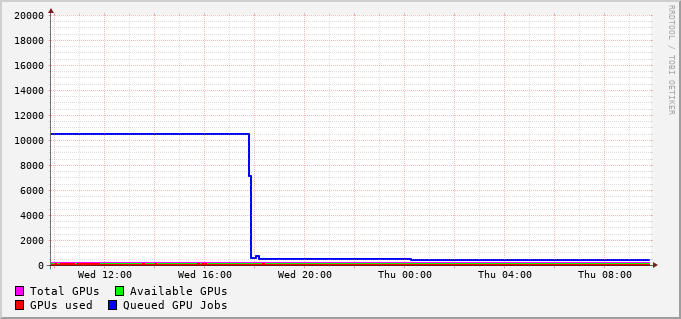 20000
18000
16000
14000
12000
10000
8000
6000
4000
2000
0
Wed 12:00 Wed 16:00 Wed 20:00 Thu 00:00 Thu 04:00 Thu 08:00
Total GPUs Available GPUs
GPUs used Queued GPU Jobs
RRDTOOL / TOBI OETIKER